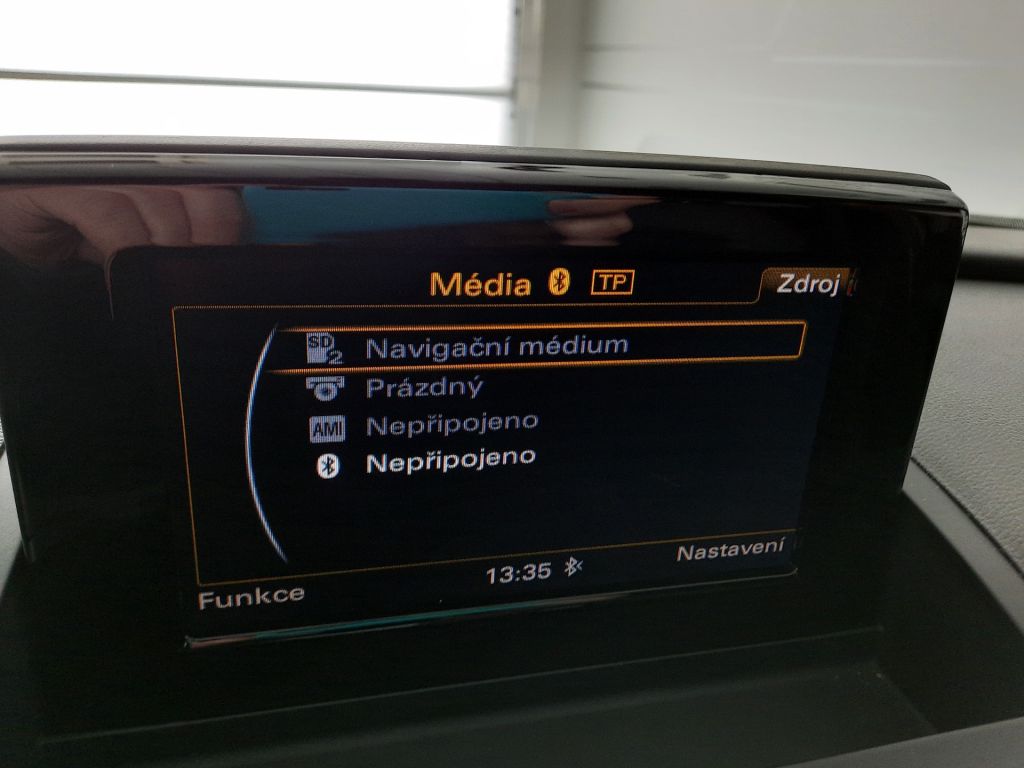 Média TP
Zdroj
SD 2 Navigační médium
Prázdný
AMI Nepřipojeno
Nepřipojeno
Funkce
13:35
Nastavení